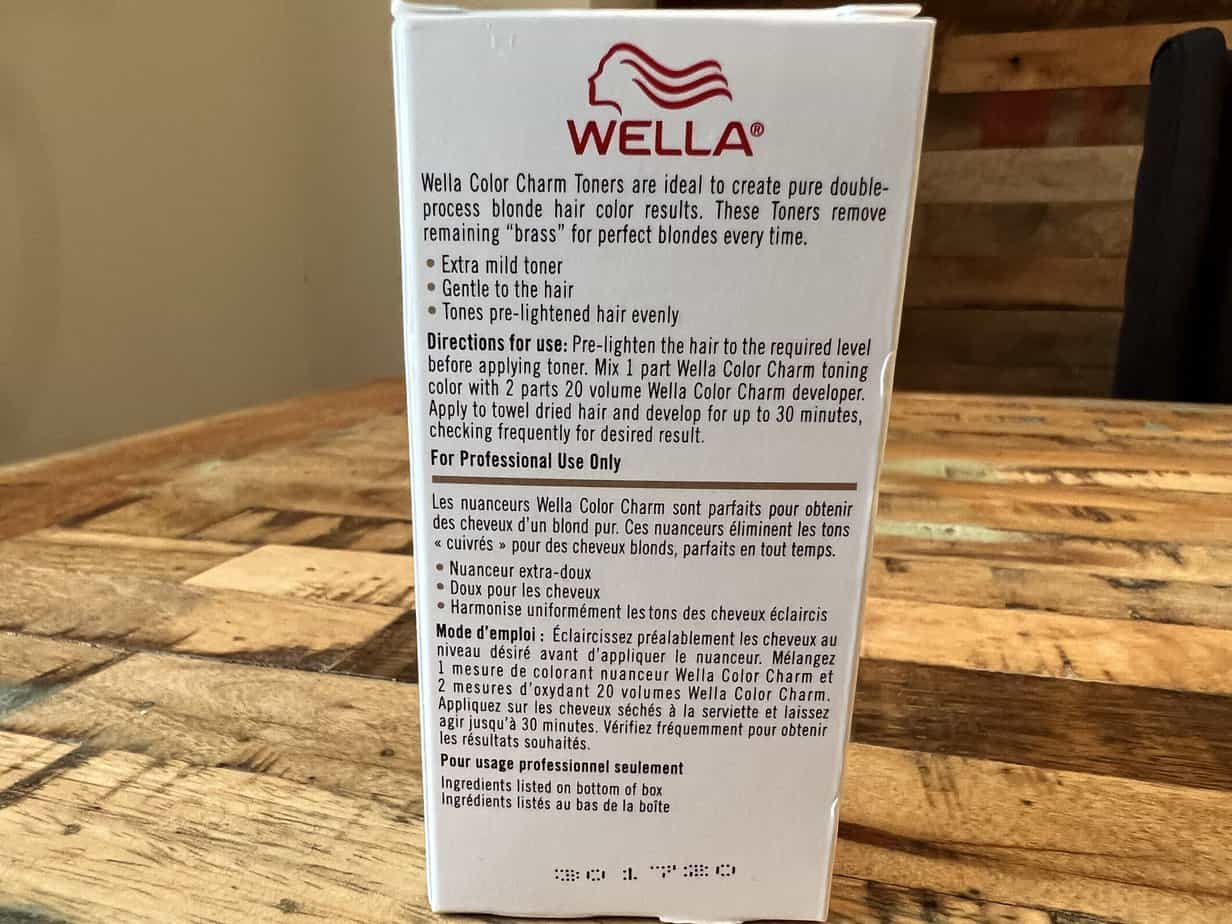 WELLA®
Wella Color Charm Toners are ideal to create pure double-
process blonde hair color results. These Toners remove
remaining “brass” for perfect blondes every time.
• Extra mild toner
• Gentle to the hair
• Tones pre-lightened hair evenly
Directions for use: Pre-lighten the hair to the required level
before applying toner. Mix 1 part Wella Color Charm toning
color with 2 parts 20 volume Wella Color Charm developer.
Apply to towel dried hair and develop for up to 30 minutes,
checking frequently for desired result.
For Professional Use Only
Les nuanceurs Wella Color Charm sont parfaits pour obtenir
des cheveux d’un blond pur. Ces nuanceurs éliminent les tons
« cuivrés » pour des cheveux blonds, parfaits en tout temps.
• Nuanceur extra-doux
• Doux pour les cheveux
• Harmonise uniformément les tons des cheveux éclaircis
Mode d’emploi : Éclaircissez préalablement les cheveux au
niveau désiré avant d’appliquer le nuanceur. Mélangez
1 mesure de colorant nuanceur Wella Color Charm et
2 mesures d’oxydant 20 volumes Wella Color Charm.
Appliquez sur les cheveux séchés à la serviette et laissez
agir jusqu’à 30 minutes. Vérifiez fréquemment pour obtenir
les résultats souhaités.
Pour usage professionnel seulement
Ingredients listed on bottom of box
Ingrédients listés au bas de la boîte